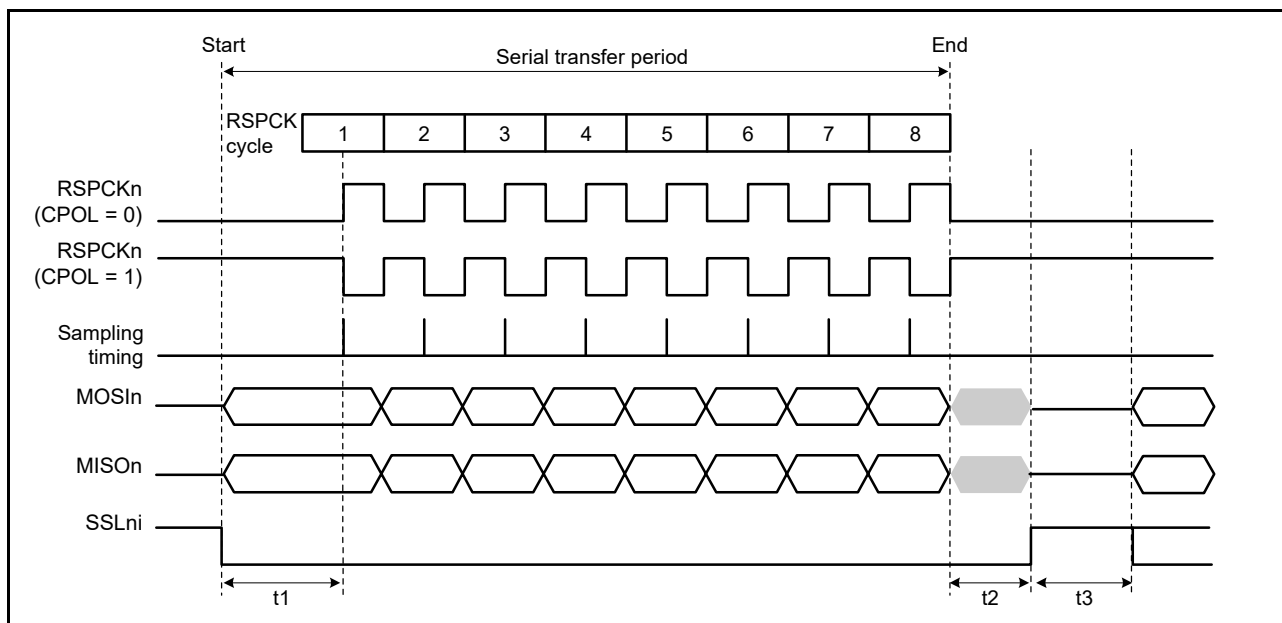 Start
End
Serial transfer period
RSPCK
cycle
1 2 3 4 5 6 7 8
RSPCKn
(CPOL = 0)
RSPCKn
(CPOL = 1)
Sampling
timing
MOSIn
MISOn
SSLni
t1
t2
t3